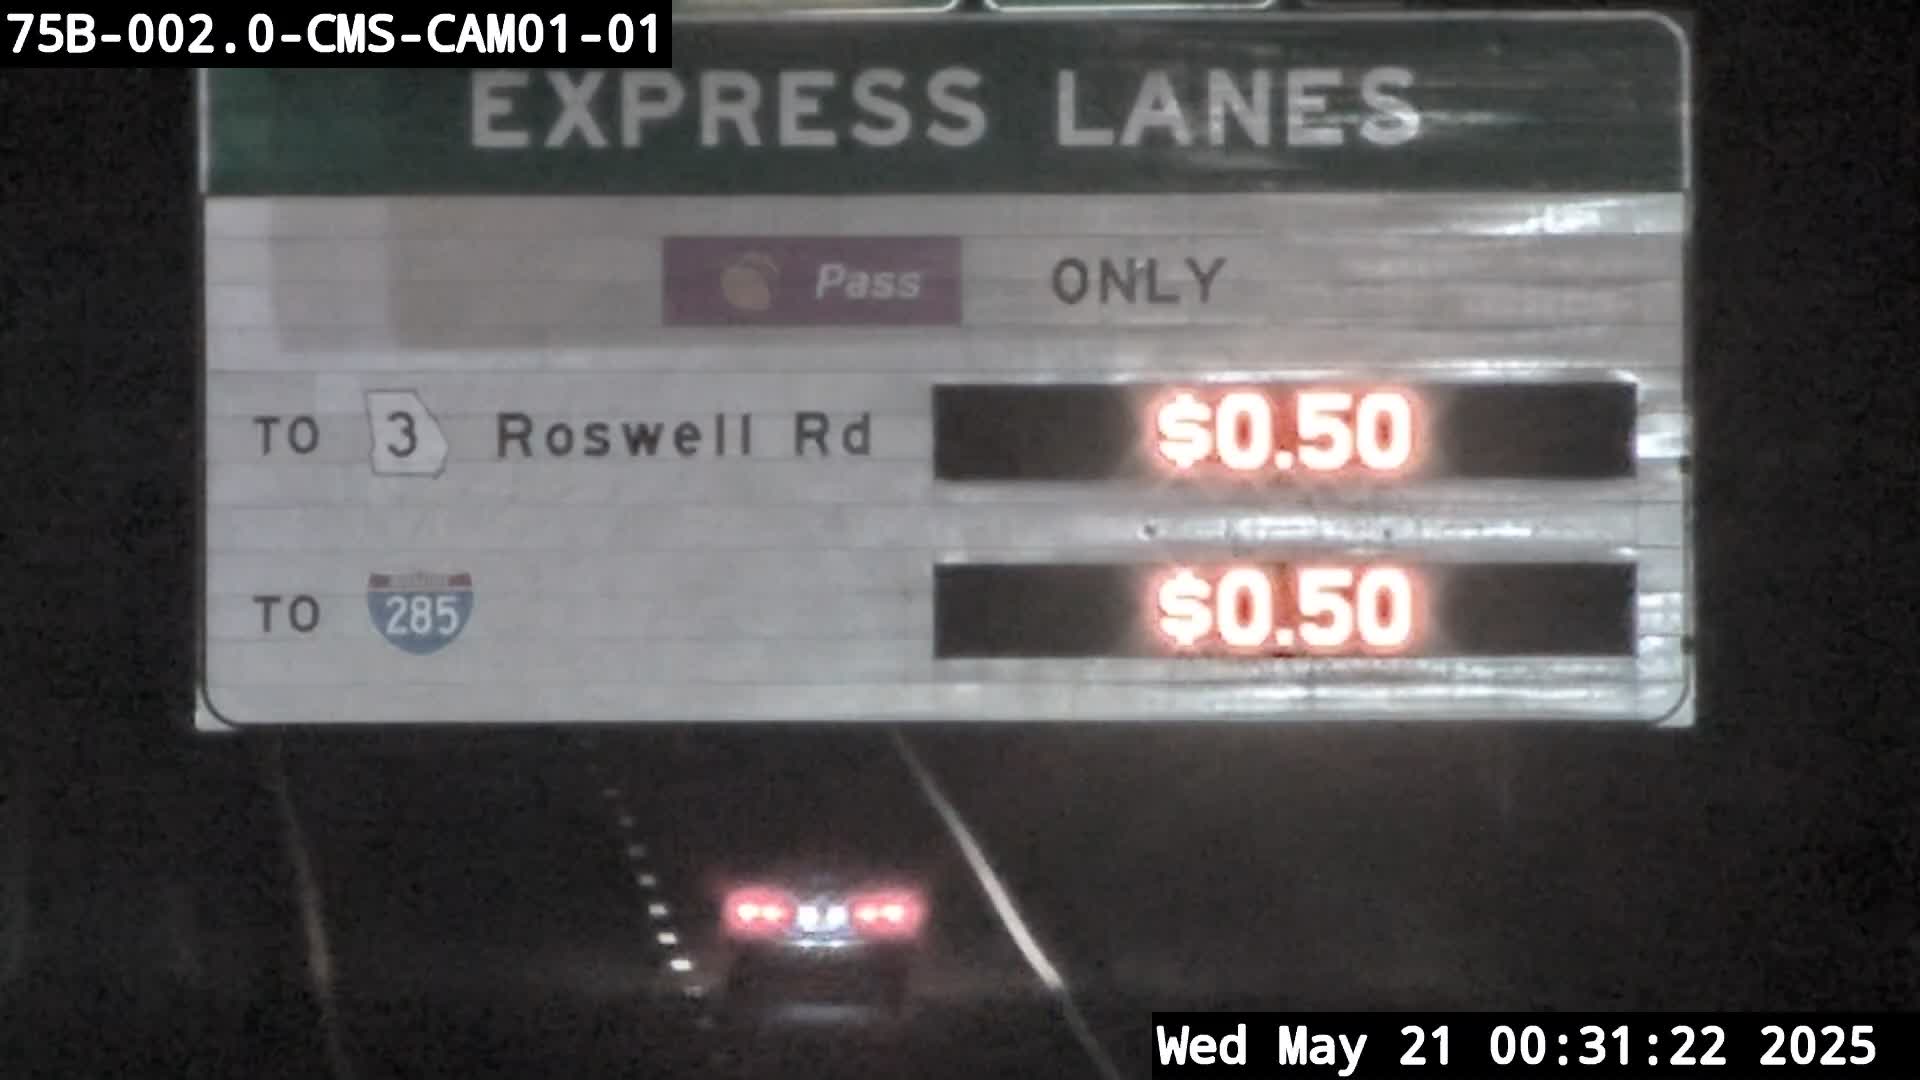 75B-002.0-CMS-CAM01-01
EXPRESS LANES
Pass ONLY
TO 3 Roswell Rd $0.50
TO 285 $0.50
Wed May 21 00:31:22 2025